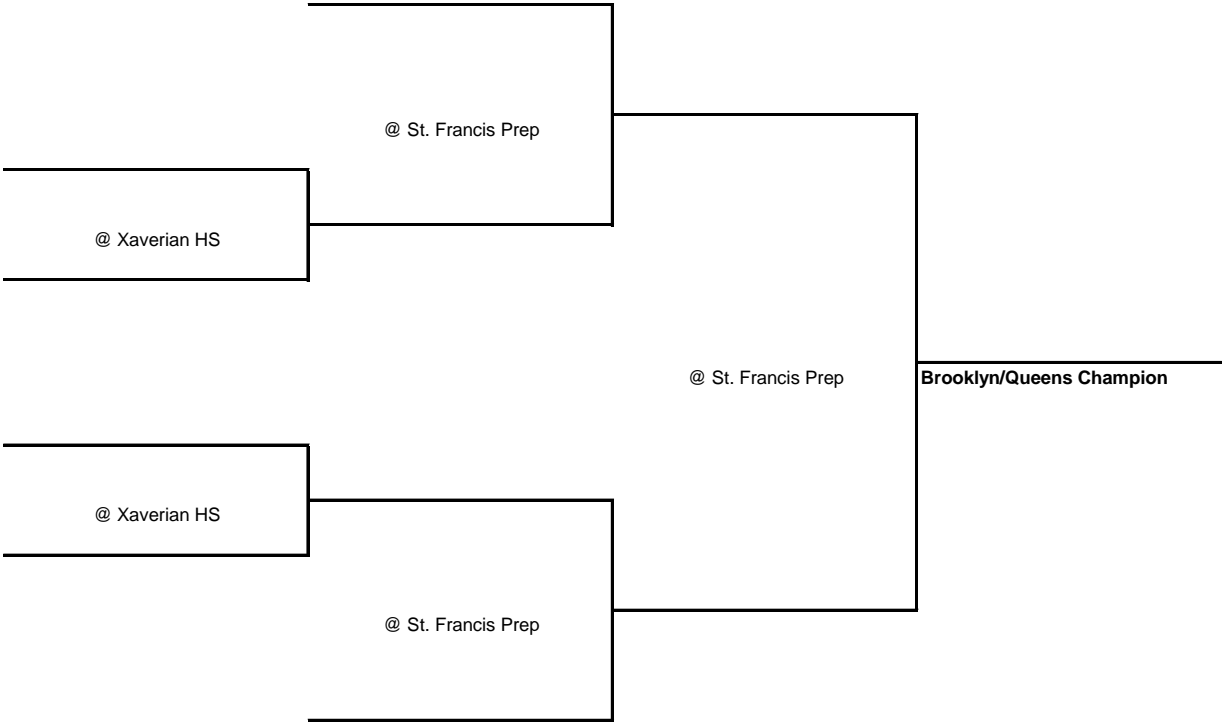 @ St. Francis Prep
@ Xaverian HS
@ St. Francis Prep
Brooklyn/Queens Champion
@ Xaverian HS
@ St. Francis Prep